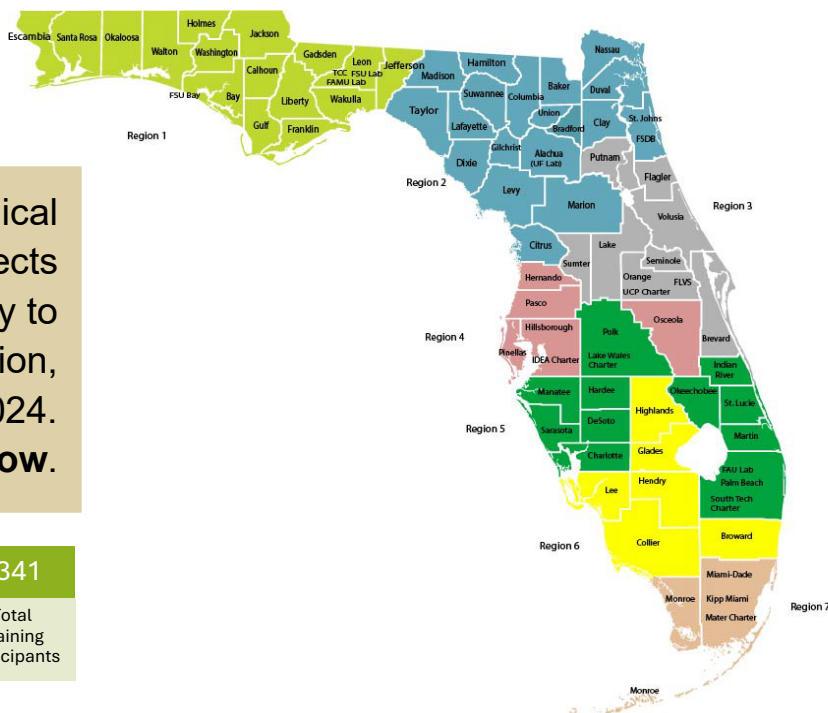 Escambia
Santa Rosa
Okaloosa
Walton
Holmes
Washington
Jackson
Calhoun
FSU Bay
Bay
Gulf
Liberty
Franklin
Gadsden
Leon
TCC FSU Lab
FAMU Lab
Wakulla
Jefferson
Region 1
Madison
Hamilton
Taylor
Suwannee
Columbia
Lafayette
Dixie
Gilchrist
Baker
Union
Bradford
Nassau
Duval
Clay
St. Johns
FSDB
Alachua
(UF Lab)
Levy
Marion
Citrus
Region 2
Putnam
Flagler
Volusia
Region 3
Sumter
Lake
Seminole
Orange
FLVS
UCP Charter
Brevard
Hernando
Pasco
Hillsborough
Pinellas
IDEA Charter
Osceola
Region 4
Polk
Lake Wales
Charter
Indian
River
Okeechobee
St. Lucie
Martin
Manatee
Hardee
Sarasota
DeSoto
Charlotte
Region 5
FAU Lab
Palm Beach
South Tech
Charter
Highlands
Glades
Hendry
Lee
Collier
Broward
Region 6
Miami-Dade
Monroe
Kipp Miami
Mater Charter
Region 7
Monroe
ical
ects
y to
ion,
024.
ow.
341
otal
aining
cipants